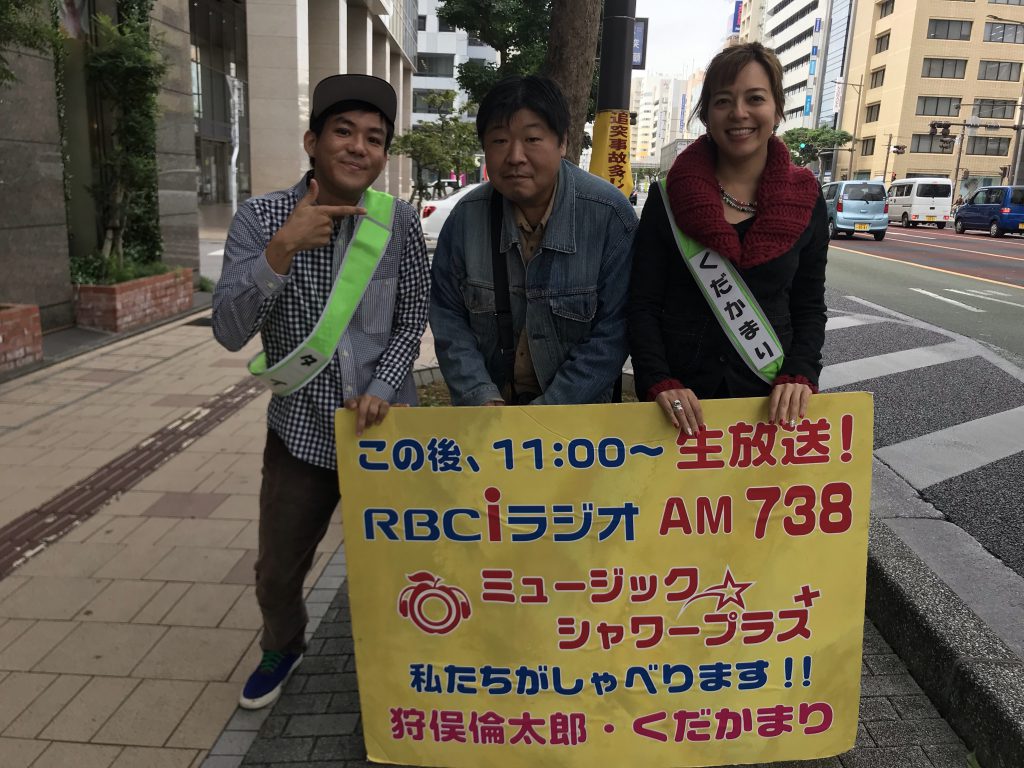 追突事故多い
くだかまり
タイ
この後、11:00～ 生放送!
RBCiラジオ AM 738
ミュージック☆
シャワープラス+
私たちがしゃべります!!
狩俣倫太郎・くだかまり